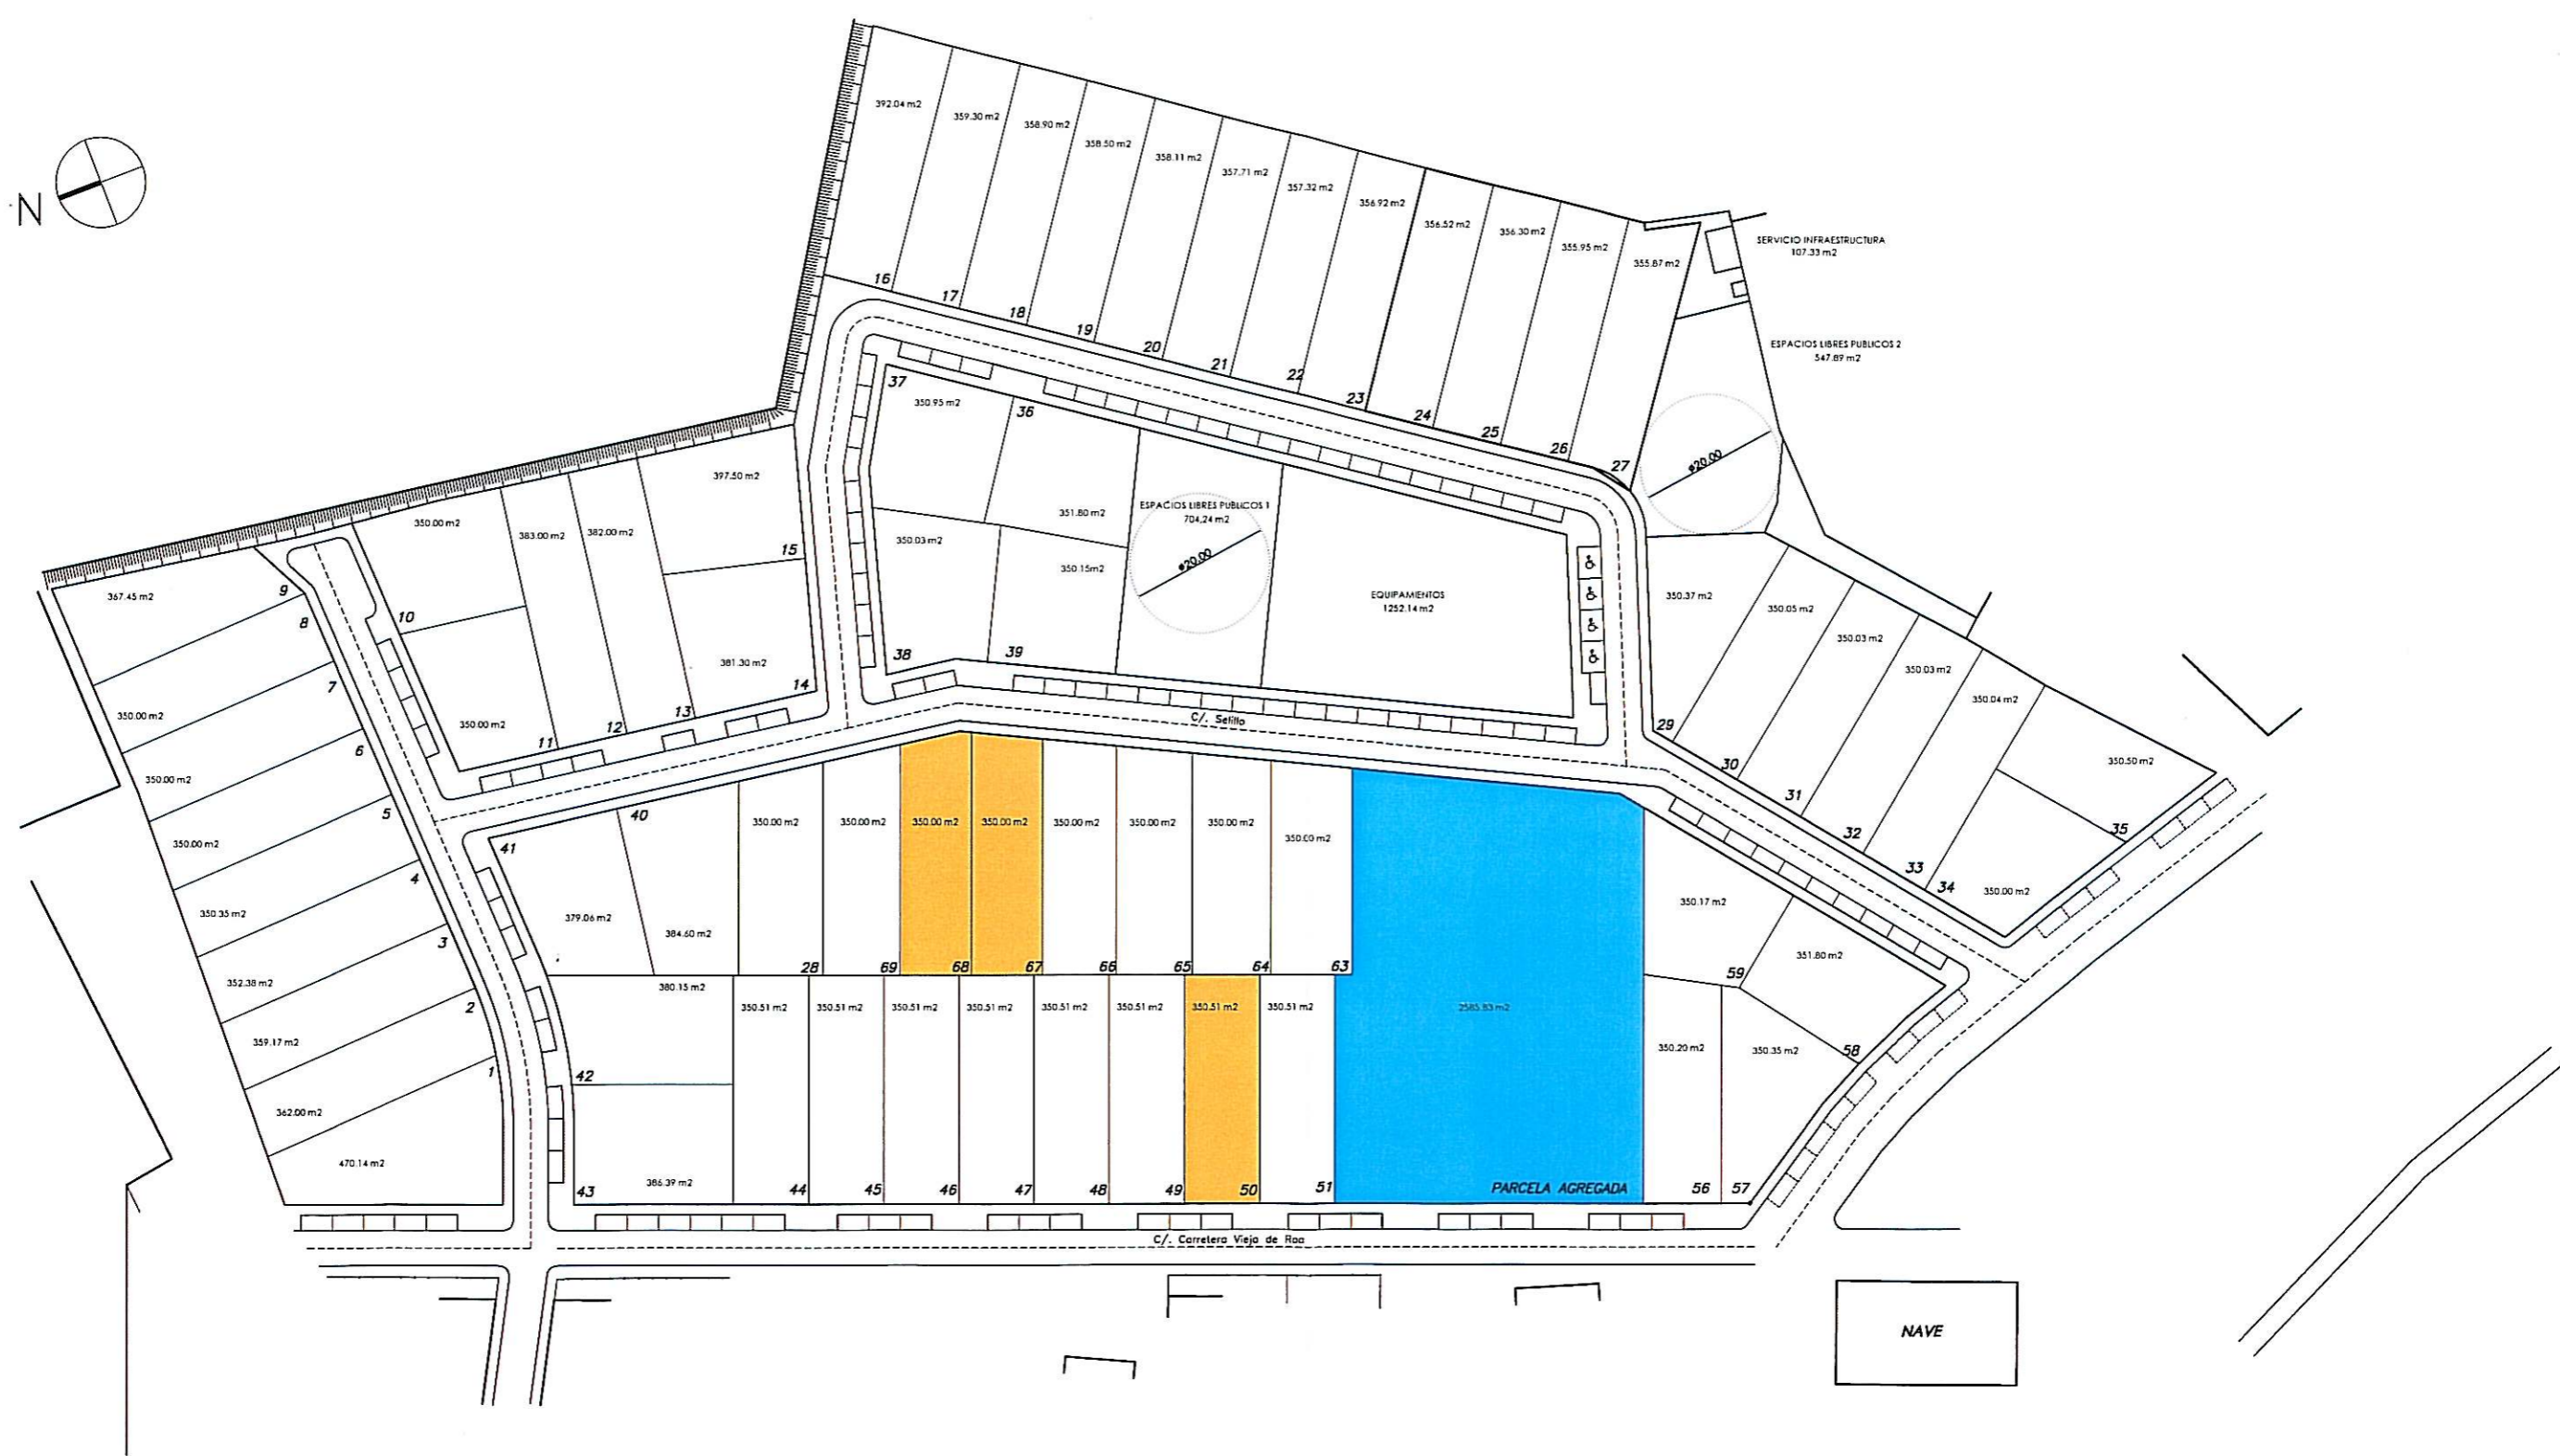 N
392.04 m2
359.30 m2
358.90 m2
358.50 m2
358.11 m2
357.71 m2
357.32 m2
356.92 m2
356.52 m2
356.30 m2
355.95 m2
355.87 m2
SERVICIO INFRAESTRUCTURA
107.33 m2
ESPACIOS LIBRES PUBLICOS 2
547.89 m2
ø20.00
16
17
18
19
20
21
22
23
24
25
26
27
37
350.95 m2
36
351.80 m2
350.03 m2
350.15m2
38
39
ESPACIOS LIBRES PUBLICOS 1
704,24 m2
ø20.00
EQUIPAMIENTOS
1252.14 m2
397.50 m2
15
350.00 m2
383.00 m2
382.00 m2
381.30 m2
10
350.00 m2
11
12
13
14
367.45 m2
9
8
350.00 m2
7
350.00 m2
6
350.00 m2
5
350.35 m2
4
352.38 m2
3
359.17 m2
2
362.00 m2
1
470.14 m2
350.37 m2
350.05 m2
350.03 m2
350.03 m2
350.04 m2
350.50 m2
29
30
31
32
33
34
35
350.00 m2
C/. Selillo
41
40
379.06 m2
384.60 m2
350.00 m2
350.00 m2
350.00 m2
350.00 m2
350.00 m2
350.00 m2
350.00 m2
350.00 m2
28
69
68
67
66
65
64
63
380.15 m2
350.51 m2
350.51 m2
350.51 m2
350.51 m2
350.51 m2
350.51 m2
350.51 m2
350.51 m2
2585.83 m2
350.17 m2
351.80 m2
59
350.20 m2
350.35 m2
58
42
386.39 m2
43
44
45
46
47
48
49
50
51
PARCELA AGREGADA
56
57
C/. Carretera Vieja de Roa
NAVE